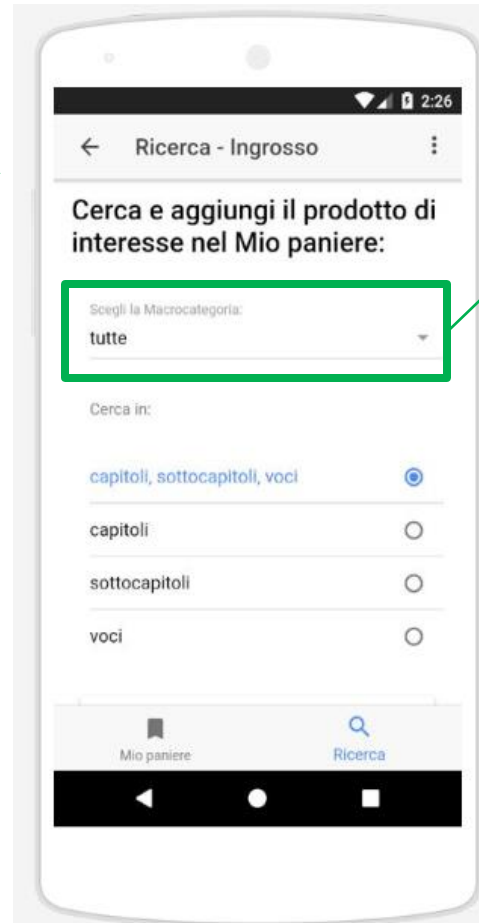 2:26
Ricerca - Ingrosso
Cerca e aggiungi il prodotto di
interesse nel Mio paniere:
Scegli la Macrocategoria:
tutte
Cerca in:
capitoli, sottocapitoli, voci
capitoli
sottocapitoli
voci
Mio paniere
Ricerca